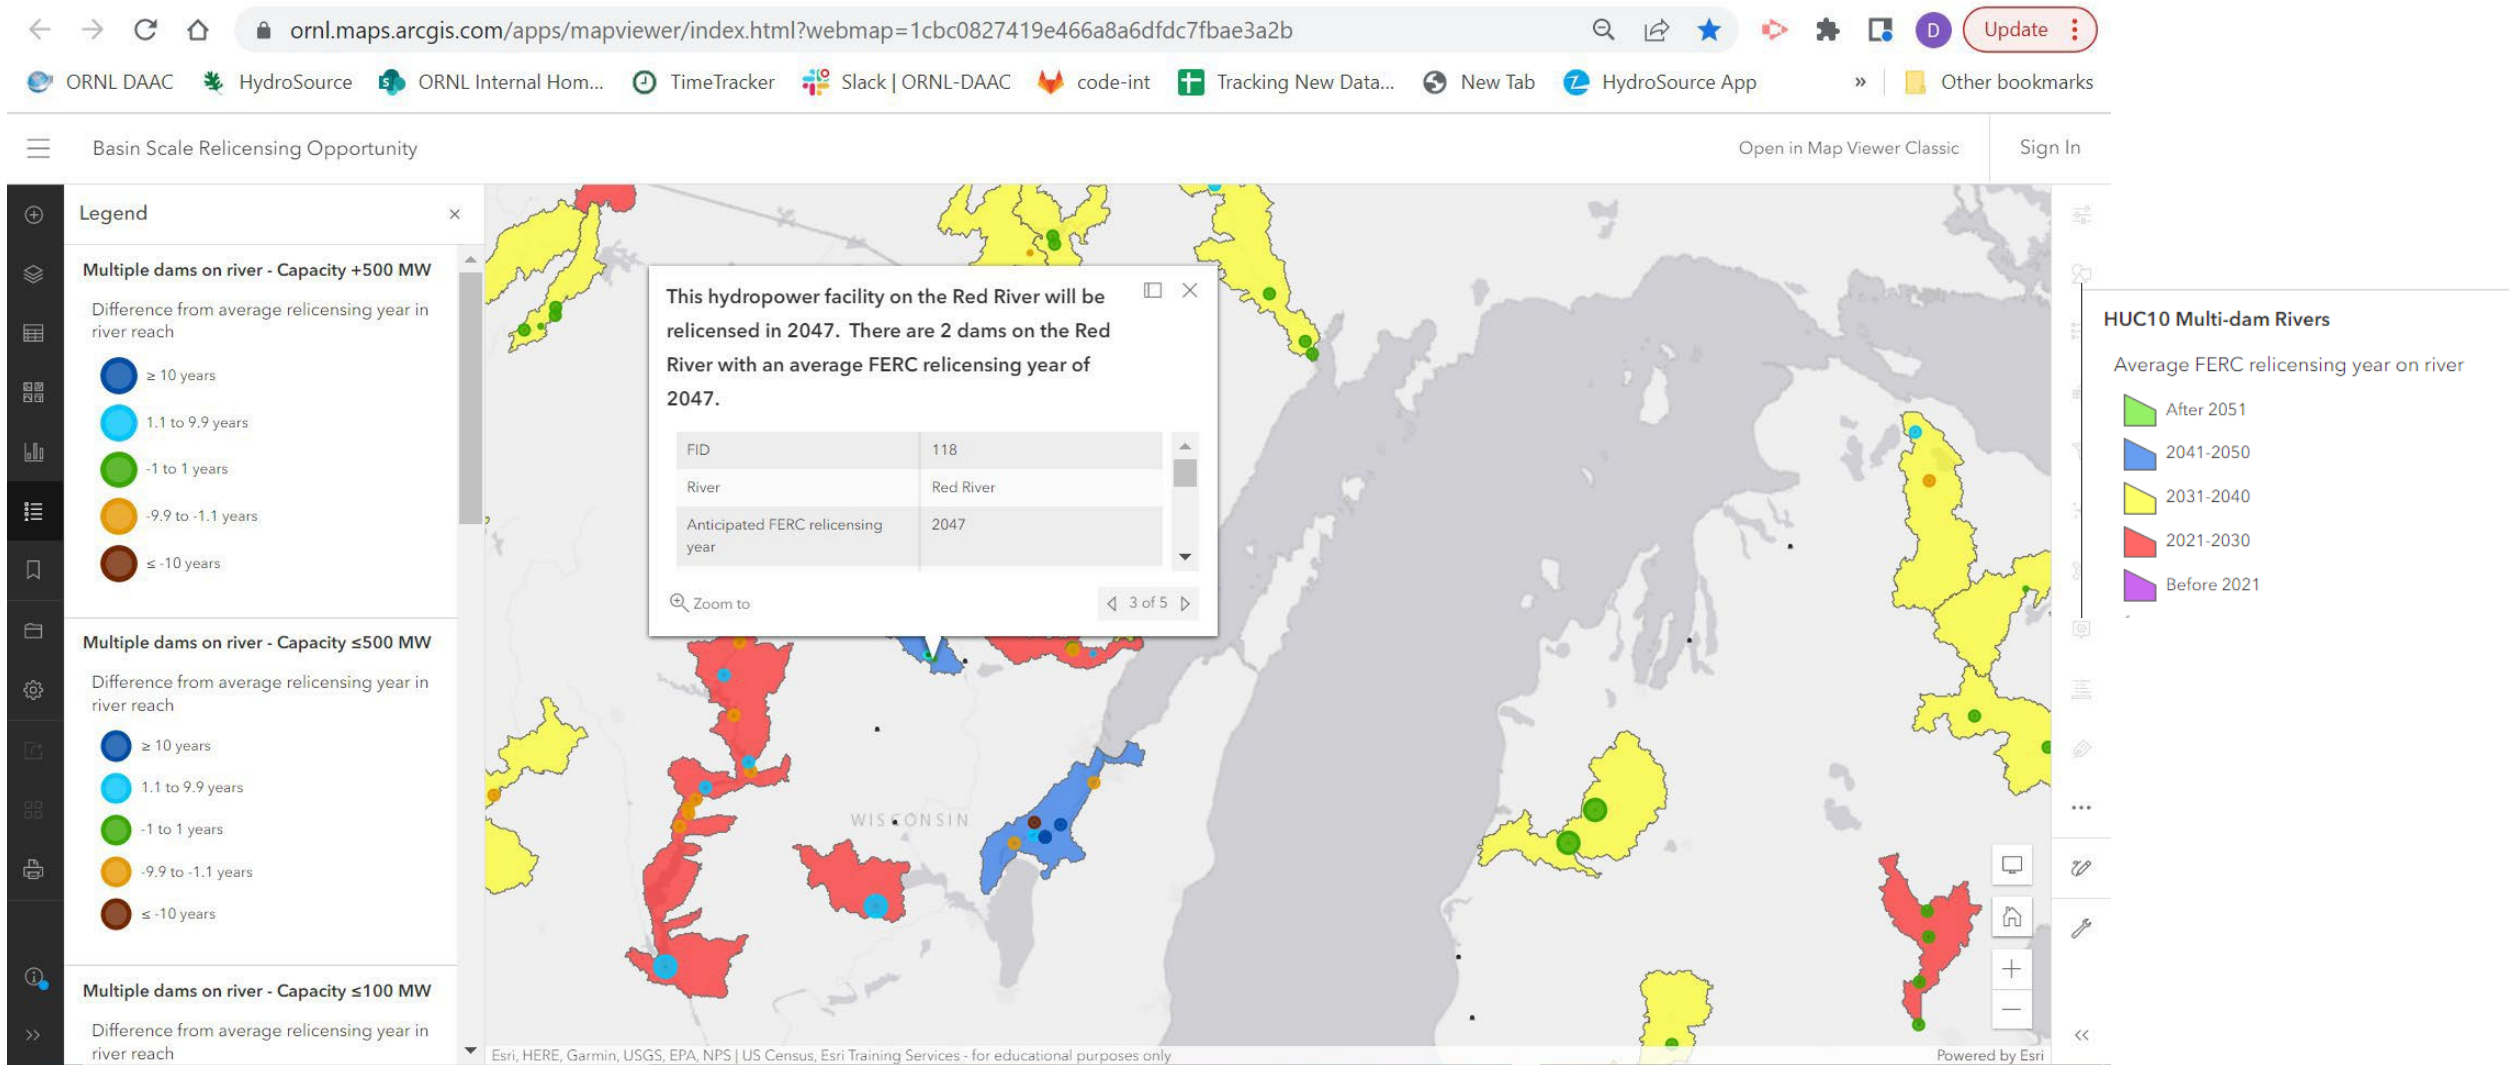 ornl.maps.arcgis.com/apps/mapviewer/index.html?webmap=1cbc0827419e466a8a6dfdc7fbae3a2b
D
Update
ORNL DAAC
HydroSource
ORNL Internal Hom...
TimeTracker
Slack | ORNL-DAAC
code-int
Tracking New Data...
New Tab
HydroSource App
»
Other bookmarks
Basin Scale Relicensing Opportunity
Open in Map Viewer Classic
Sign In
Legend
Multiple dams on river - Capacity +500 MW
Difference from average relicensing year in
river reach
≥ 10 years
1.1 to 9.9 years
-1 to 1 years
-9.9 to -1.1 years
≤ -10 years
Multiple dams on river - Capacity ≤500 MW
Difference from average relicensing year in
river reach
≥ 10 years
1.1 to 9.9 years
-1 to 1 years
-9.9 to -1.1 years
≤ -10 years
Multiple dams on river - Capacity ≤100 MW
Difference from average relicensing year in
river reach
This hydropower facility on the Red River will be
relicensed in 2047. There are 2 dams on the Red
River with an average FERC relicensing year of
2047.
FID 118
River Red River
Anticipated FERC relicensing 2047
year
Zoom to
3 of 5
WISCONSIN
Esri, HERE, Garmin, USGS, EPA, NPS | US Census, Esri Training Services - for educational purposes only
Powered by Esri
HUC10 Multi-dam Rivers
Average FERC relicensing year on river
After 2051
2041-2050
2031-2040
2021-2030
Before 2021